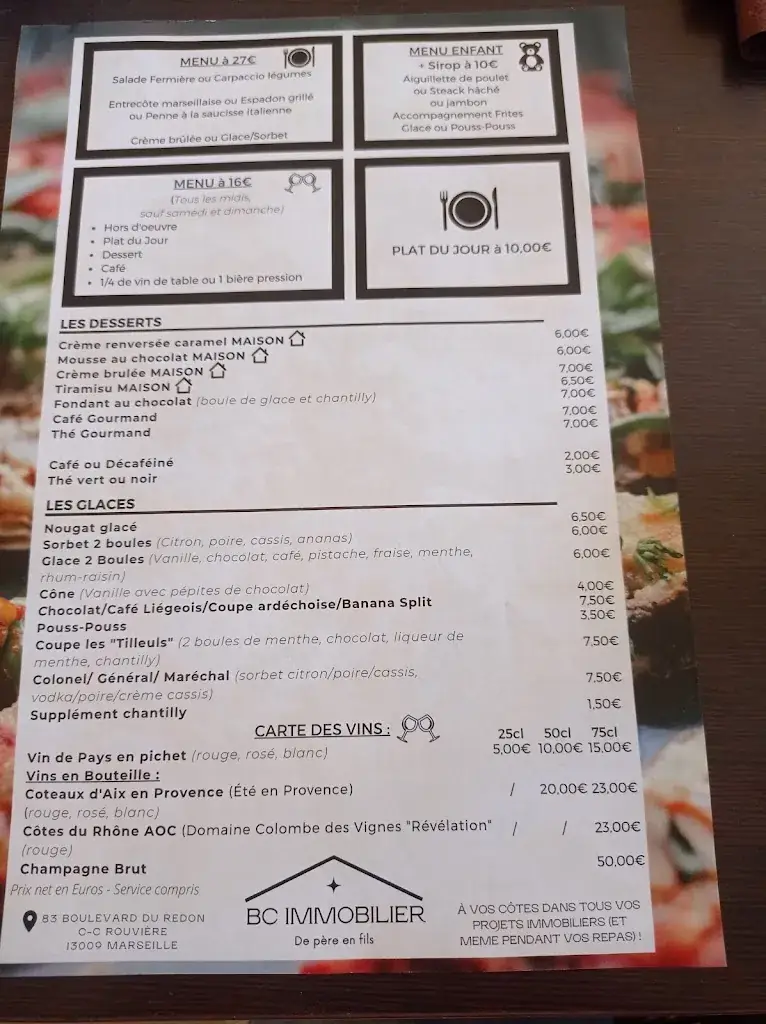 MENU à 27€
Salade Fermière ou Carpaccio légumes
Entrecôte marseillaise ou Espadon grillé
ou Penne à la saucisse italienne
Crème brûlée ou Glace/Sorbet
MENU ENFANT
+ Sirop à 10€
Aiguillette de poulet
ou Steack hâché
ou jambon
Accompagnement Frites
Glace ou Pouss-Pouss
MENU à 16€
(Tous les midis,
sauf samedi et dimanche)
• Hors d'oeuvre
• Plat du Jour
• Dessert
• Café
• 1/4 de vin de table ou 1 bière pression
PLAT DU JOUR à 10,00€
LES DESSERTS
Crème renversée caramel MAISON 6,00€
Mousse au chocolat MAISON 6,00€
Crème brulée MAISON 7,00€
Tiramisu MAISON 6,50€
Fondant au chocolat (boule de glace et chantilly) 7,00€
Café Gourmand 7,00€
Thé Gourmand 7,00€
Café ou Décaféiné 2,00€
Thé vert ou noir 3,00€
LES GLACES
Nougat glacé 6,50€
Sorbet 2 boules (Citron, poire, cassis, ananas) 6,00€
Glace 2 Boules (Vanille, chocolat, café, pistache, fraise, menthe, 6,00€
rhum-raisin)
Cône (Vanille avec pépites de chocolat) 4,00€
Chocolat/Café Liégeois/Coupe ardéchoise/Banana Split 7,50€
Pouss-Pouss 3,50€
Coupe les "Tilleuls" (2 boules de menthe, chocolat, liqueur de 7,50€
menthe, chantilly)
Colonel/ Général/ Maréchal (sorbet citron/poire/cassis, 7,50€
vodka/poire/crème cassis)
Supplément chantilly 1,50€
CARTE DES VINS : 25cl 50cl 75cl
Vin de Pays en pichet (rouge, rosé, blanc) 5,00€ 10,00€ 15,00€
Vins en Bouteille :
Coteaux d'Aix en Provence (Été en Provence) / 20,00€ 23,00€
(rouge, rosé, blanc)
Côtes du Rhône AOC (Domaine Colombe des Vignes "Révélation" / / 23,00€
(rouge)
Champagne Brut 50,00€
Prix net en Euros - Service compris
83 BOULEVARD DU REDON
C-C ROUVIÈRE
13009 MARSEILLE
BC IMMOBILIER
De père en fils
À VOS CÔTES DANS TOUS VOS
PROJETS IMMOBILIERS (ET
MEME PENDANT VOS REPAS) !